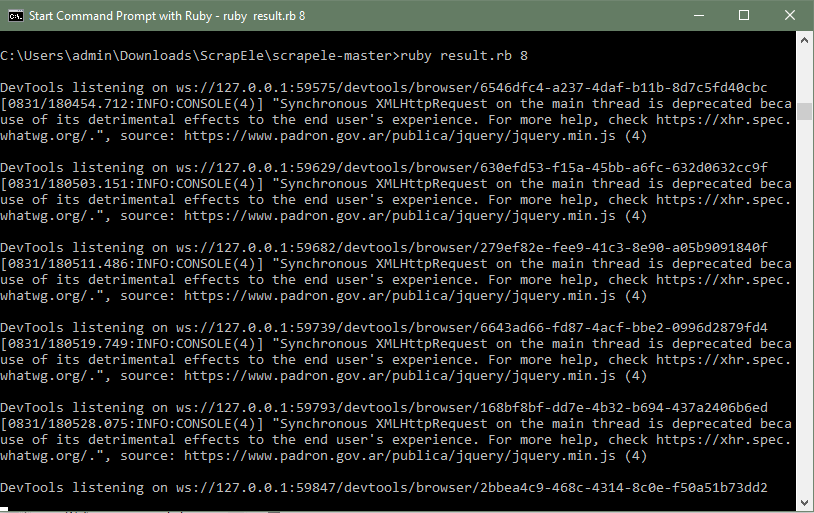 Start Command Prompt with Ruby - ruby  result.rb 8
C:\Users\admin\Downloads\ScrapEle\scrapele-master>ruby result.rb 8
DevTools listening on ws://127.0.0.1:59575/devtools/browser/6546dfc4-a237-4daf-b11b-8d7c5fd40cbc
[0831/180454.712:INFO:CONSOLE(4)] "Synchronous XMLHttpRequest on the main thread is deprecated beca
use of its detrimental effects to the end user's experience. For more help, check https://xhr.spec.
whatwg.org/.", source: https://www.padron.gov.ar/publica/jquery/jquery.min.js (4)
DevTools listening on ws://127.0.0.1:59629/devtools/browser/630efd53-f15a-45bb-a6fc-632d0632cc9f
[0831/180503.151:INFO:CONSOLE(4)] "Synchronous XMLHttpRequest on the main thread is deprecated beca
use of its detrimental effects to the end user's experience. For more help, check https://xhr.spec.
whatwg.org/.", source: https://www.padron.gov.ar/publica/jquery/jquery.min.js (4)
DevTools listening on ws://127.0.0.1:59682/devtools/browser/279ef82e-fee9-41c3-8e90-a05b9091840f
[0831/180511.486:INFO:CONSOLE(4)] "Synchronous XMLHttpRequest on the main thread is deprecated beca
use of its detrimental effects to the end user's experience. For more help, check https://xhr.spec.
whatwg.org/.", source: https://www.padron.gov.ar/publica/jquery/jquery.min.js (4)
DevTools listening on ws://127.0.0.1:59739/devtools/browser/6643ad66-fd87-4acf-bbe2-0996d2879fd4
[0831/180519.749:INFO:CONSOLE(4)] "Synchronous XMLHttpRequest on the main thread is deprecated beca
use of its detrimental effects to the end user's experience. For more help, check https://xhr.spec.
whatwg.org/.", source: https://www.padron.gov.ar/publica/jquery/jquery.min.js (4)
DevTools listening on ws://127.0.0.1:59793/devtools/browser/168bf8bf-dd7e-4b32-b694-437a2406b6ed
[0831/180528.075:INFO:CONSOLE(4)] "Synchronous XMLHttpRequest on the main thread is deprecated beca
use of its detrimental effects to the end user's experience. For more help, check https://xhr.spec.
whatwg.org/.", source: https://www.padron.gov.ar/publica/jquery/jquery.min.js (4)
DevTools listening on ws://127.0.0.1:59847/devtools/browser/2bbea4c9-468c-4314-8c0e-f50a51b73dd2